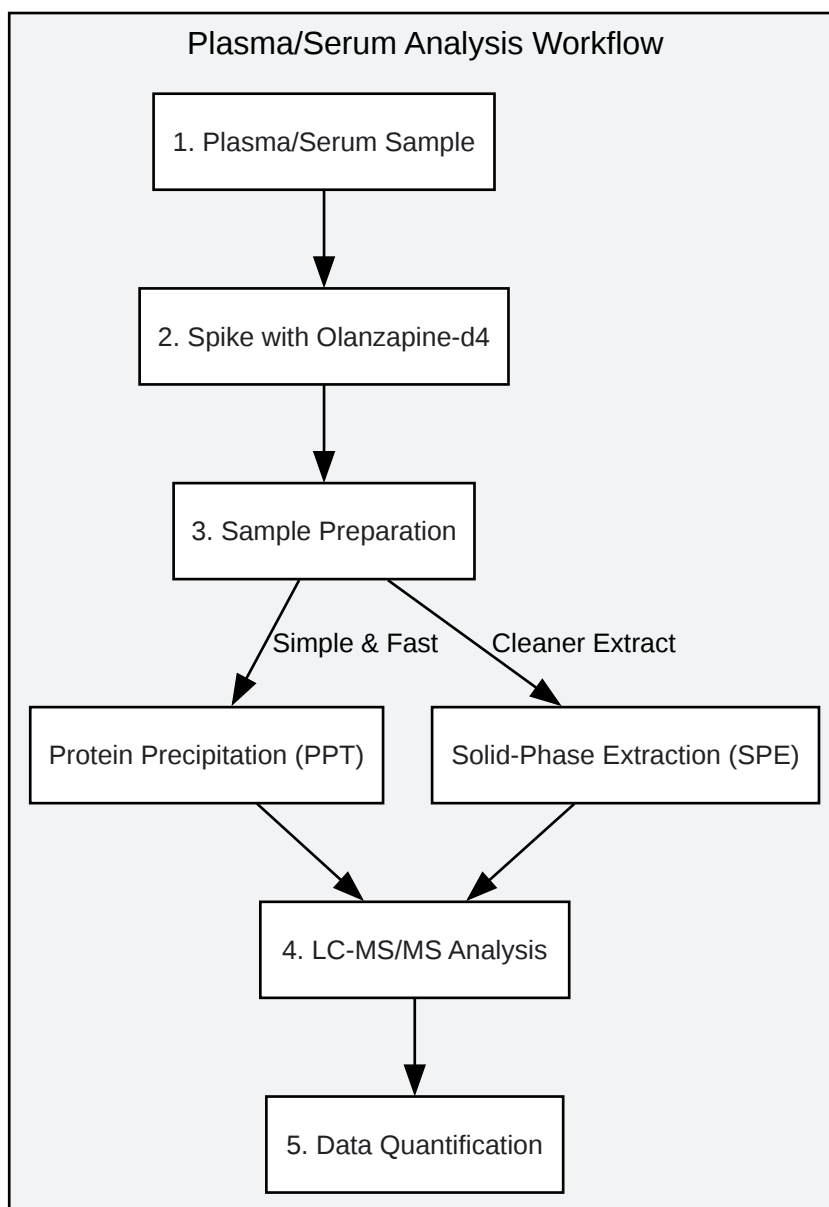 Plasma/Serum Analysis Workflow
1. Plasma/Serum Sample
2. Spike with Olanzapine-d4
3. Sample Preparation
Simple & Fast
Cleaner Extract
Protein Precipitation (PPT)
Solid-Phase Extraction (SPE)
4. LC-MS/MS Analysis
5. Data Quantification